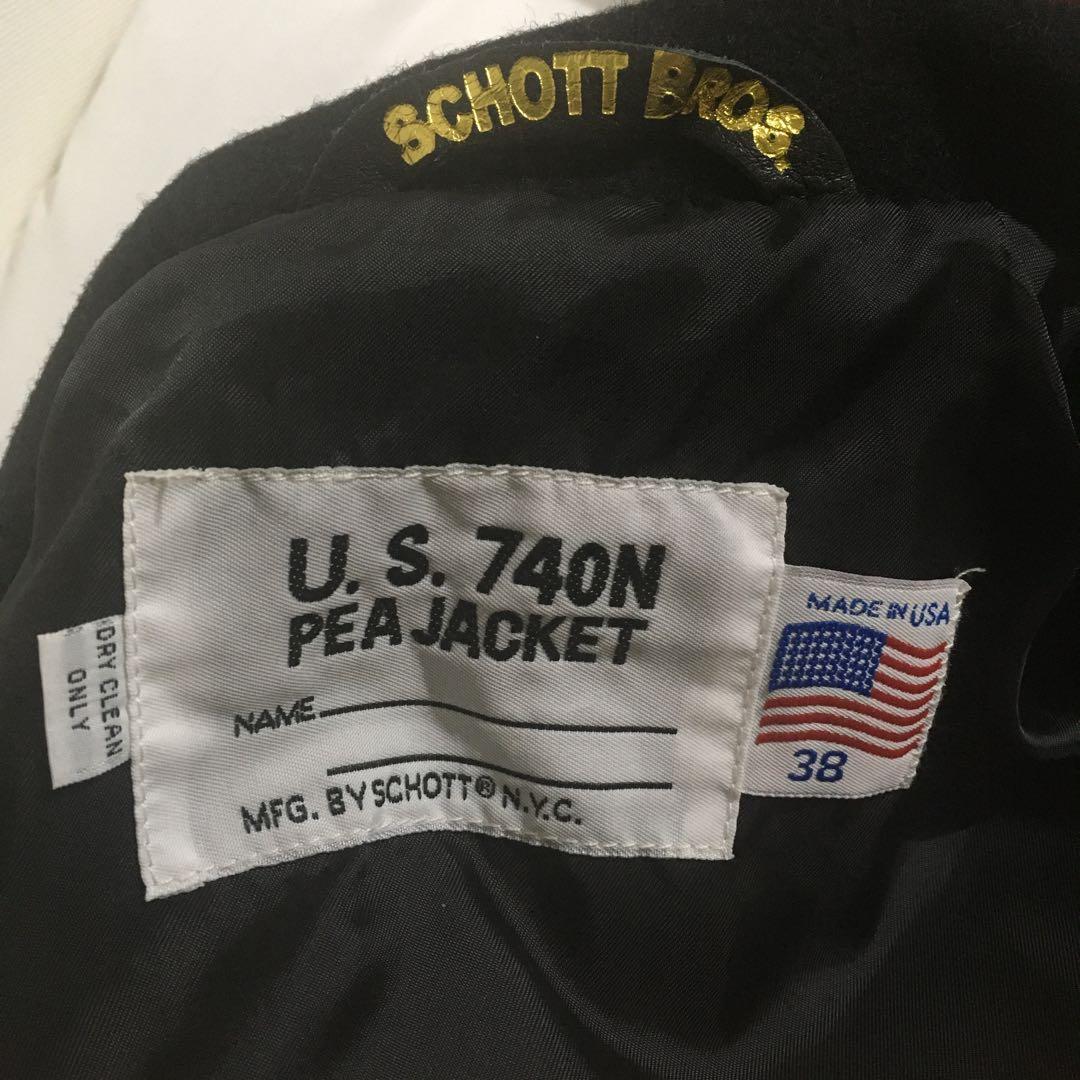 SCHOTT BROS.
U. S. 740N
PEA JACKET
NAME
MFG. BY SCHOTT® N.Y.C.
DRY CLEAN
ONLY
MADE IN USA
38